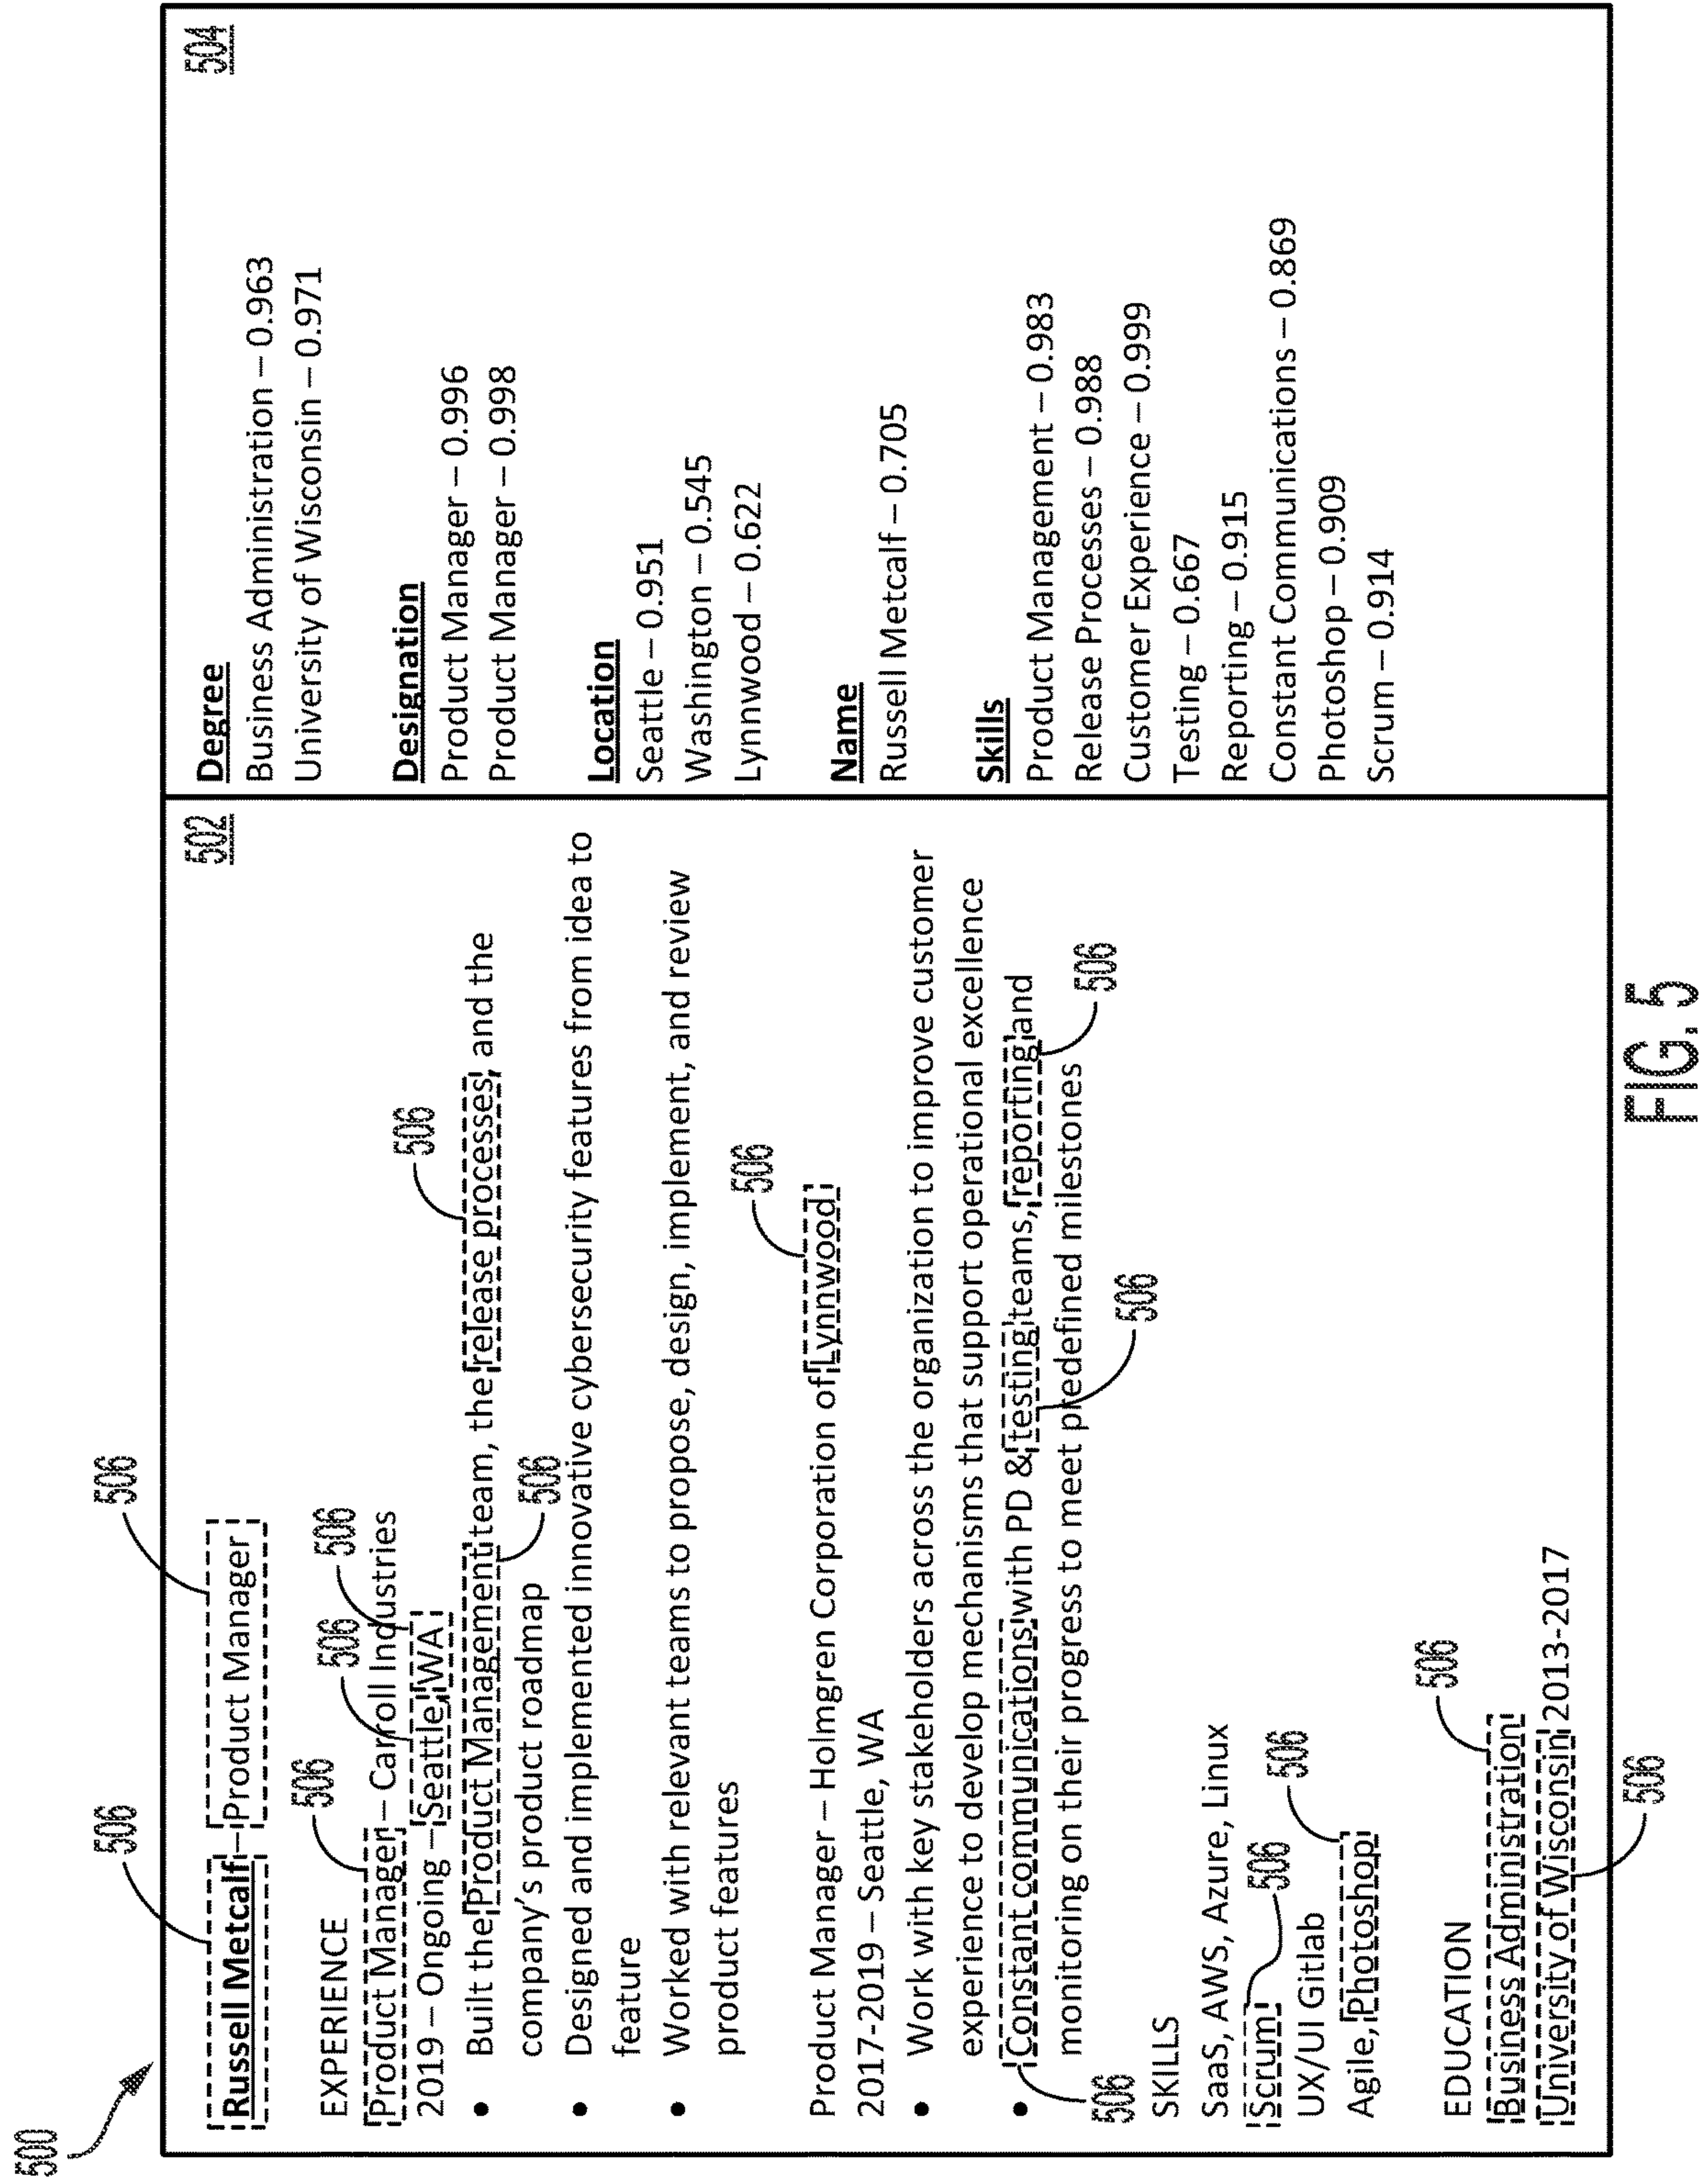 500
506
506
502
Russell Metcalf – Product Manager
EXPERIENCE
506
506
506
Product Manager – Carroll Industries
2019 – Ongoing – Seattle, WA
506
• Built the Product Management team, the release processes, and the
company's product roadmap
506
• Designed and implemented innovative cybersecurity features from idea to
feature
• Worked with relevant teams to propose, design, implement, and review
product features
506
Product Manager – Holmgren Corporation of Lynnwood
2017-2019 – Seattle, WA
• Work with key stakeholders across the organization to improve customer
experience to develop mechanisms that support operational excellence
• Constant communications with PD & testing teams, reporting and
monitoring on their progress to meet predefined milestones
506
506
506
SKILLS
SaaS, AWS, Azure, Linux
Scrum
506
UX/UI Gitlab
506
Agile, Photoshop
EDUCATION
506
Business Administration
University of Wisconsin 2013-2017
506
504
Degree
Business Administration – 0.963
University of Wisconsin – 0.971
Designation
Product Manager – 0.996
Product Manager – 0.998
Location
Seattle – 0.951
Washington – 0.545
Lynnwood – 0.622
Name
Russell Metcalf – 0.705
Skills
Product Management – 0.983
Release Processes – 0.988
Customer Experience – 0.999
Testing – 0.667
Reporting – 0.915
Constant Communications – 0.869
Photoshop – 0.909
Scrum – 0.914
FIG. 5